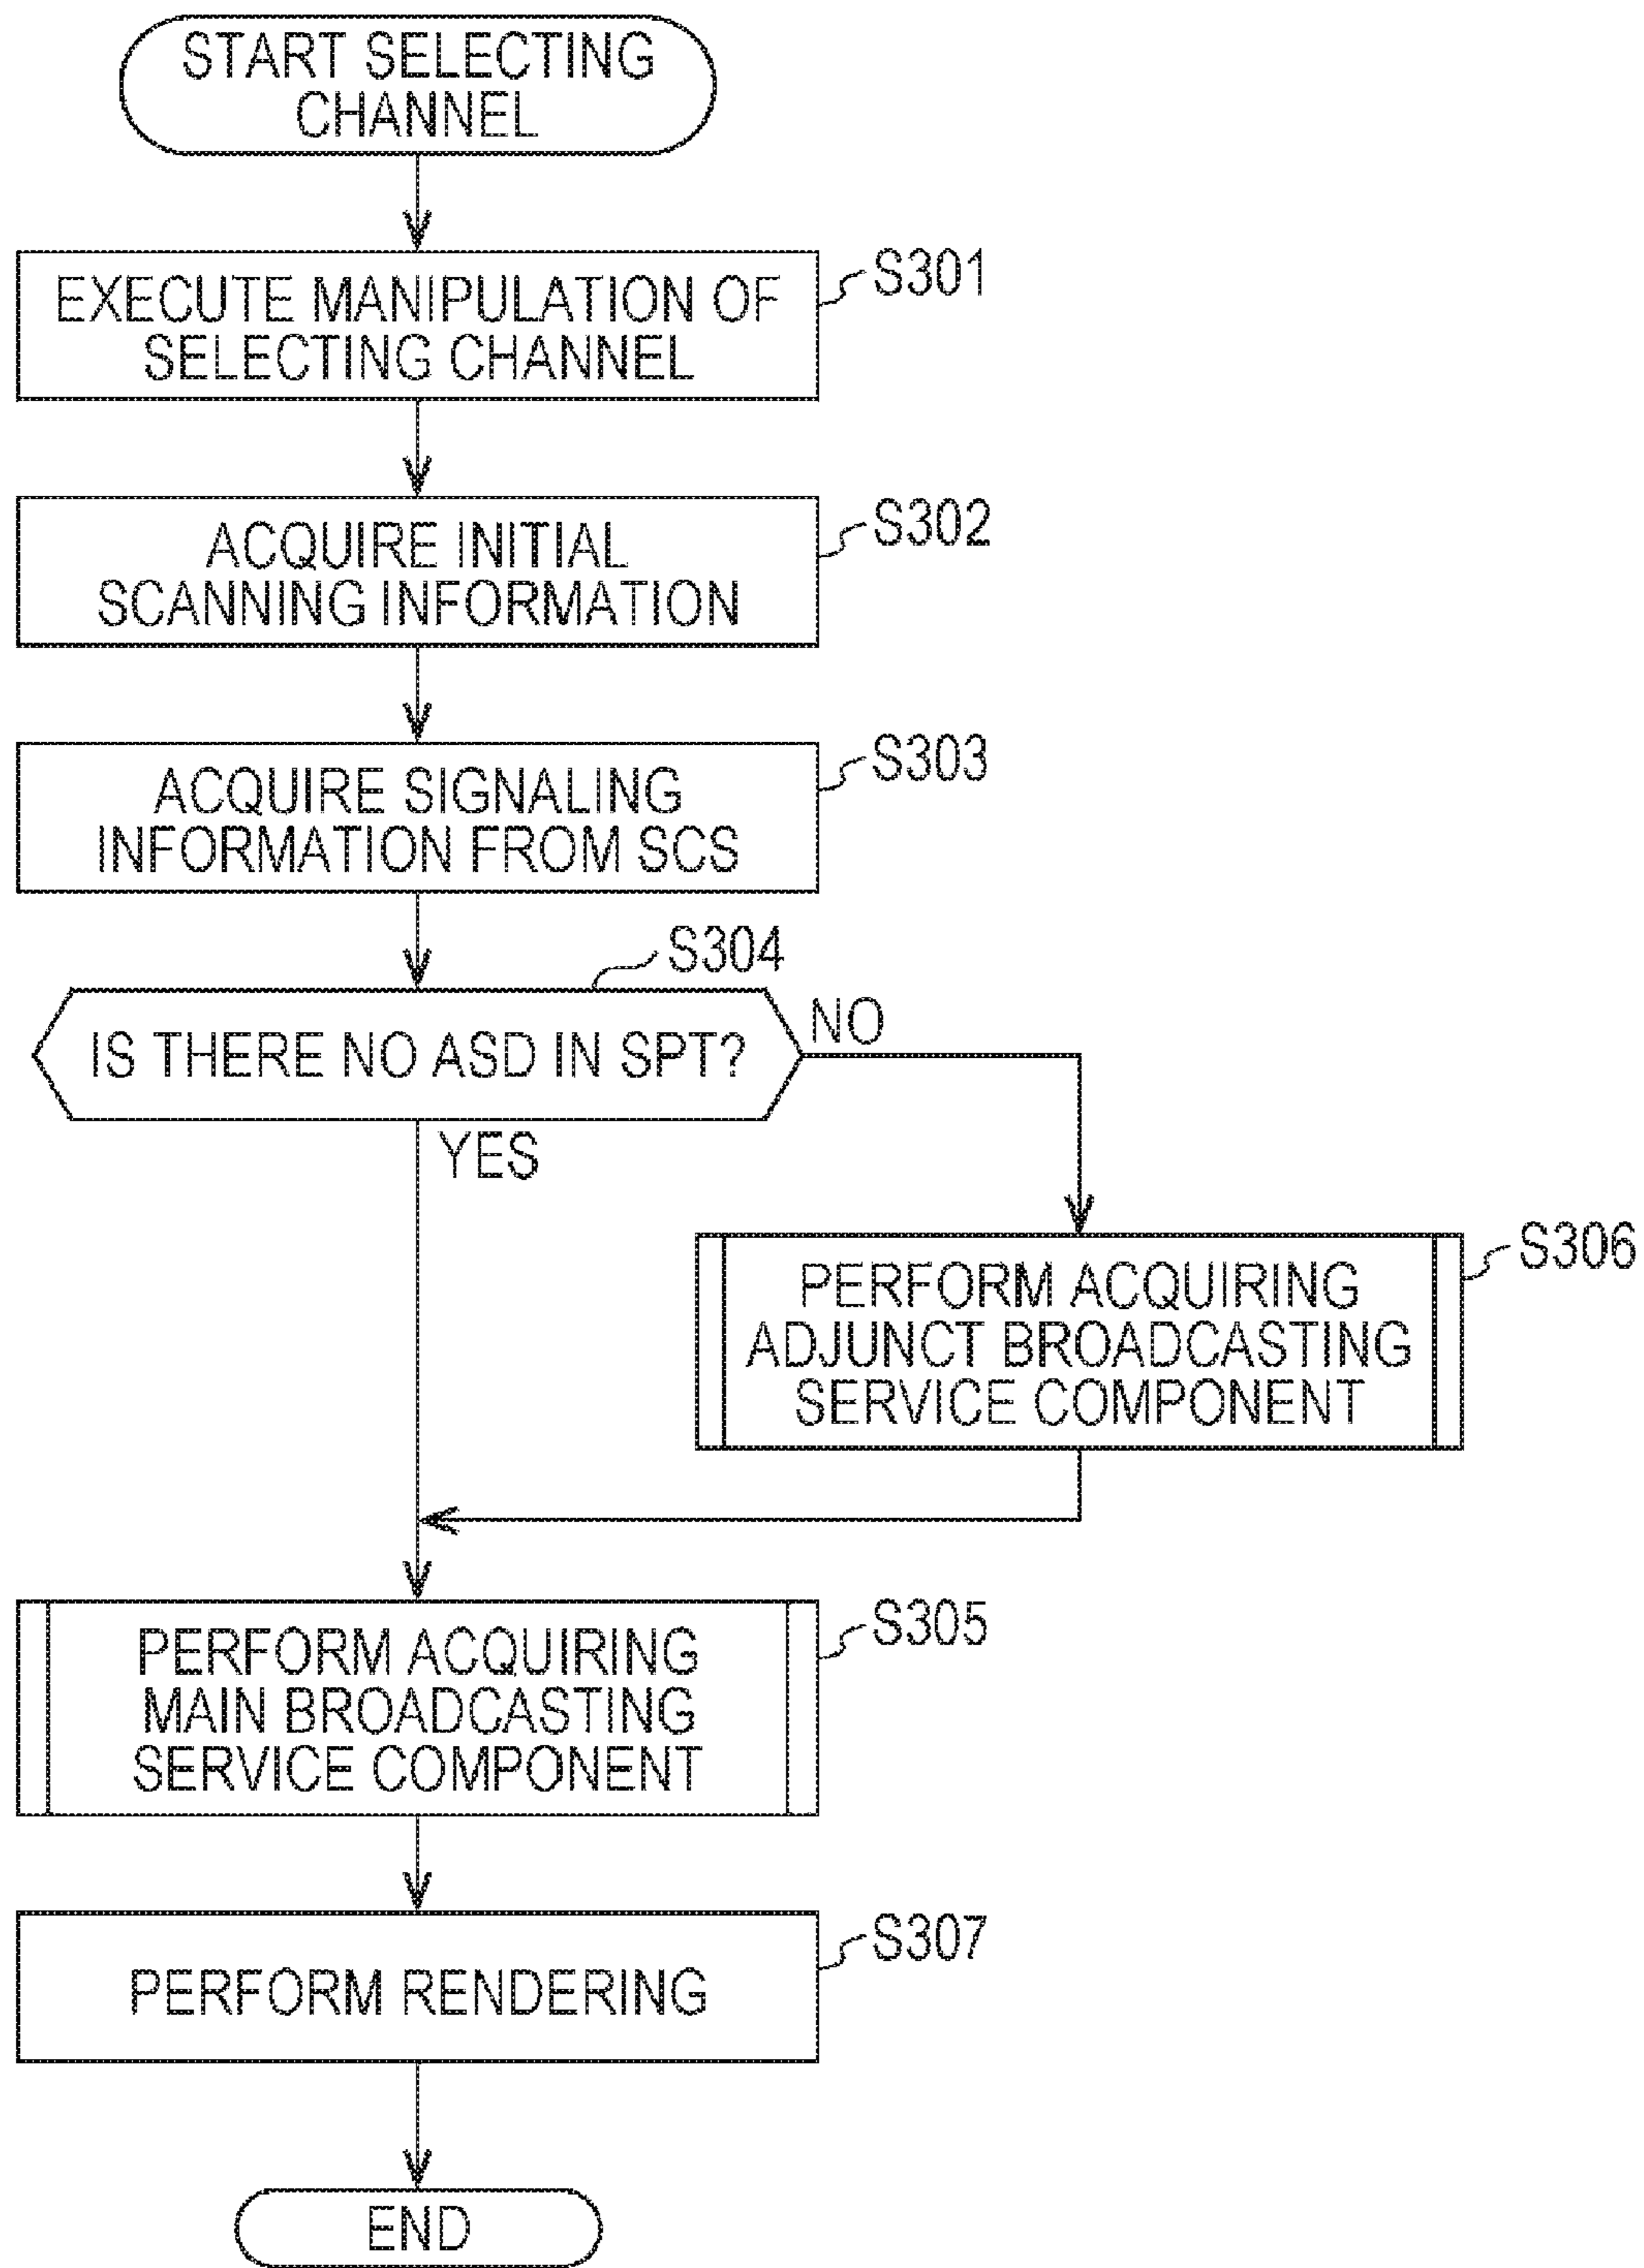 START SELECTING
CHANNEL
EXECUTE MANIPULATION OF
SELECTING CHANNEL
S301
ACQUIRE INITIAL
SCANNING INFORMATION
S302
ACQUIRE SIGNALING
INFORMATION FROM SCS
S303
S304
IS THERE NO ASD IN SPT?
NO
YES
PERFORM ACQUIRING
ADJUNCT BROADCASTING
SERVICE COMPONENT
S306
PERFORM ACQUIRING
MAIN BROADCASTING
SERVICE COMPONENT
S305
PERFORM RENDERING
S307
END